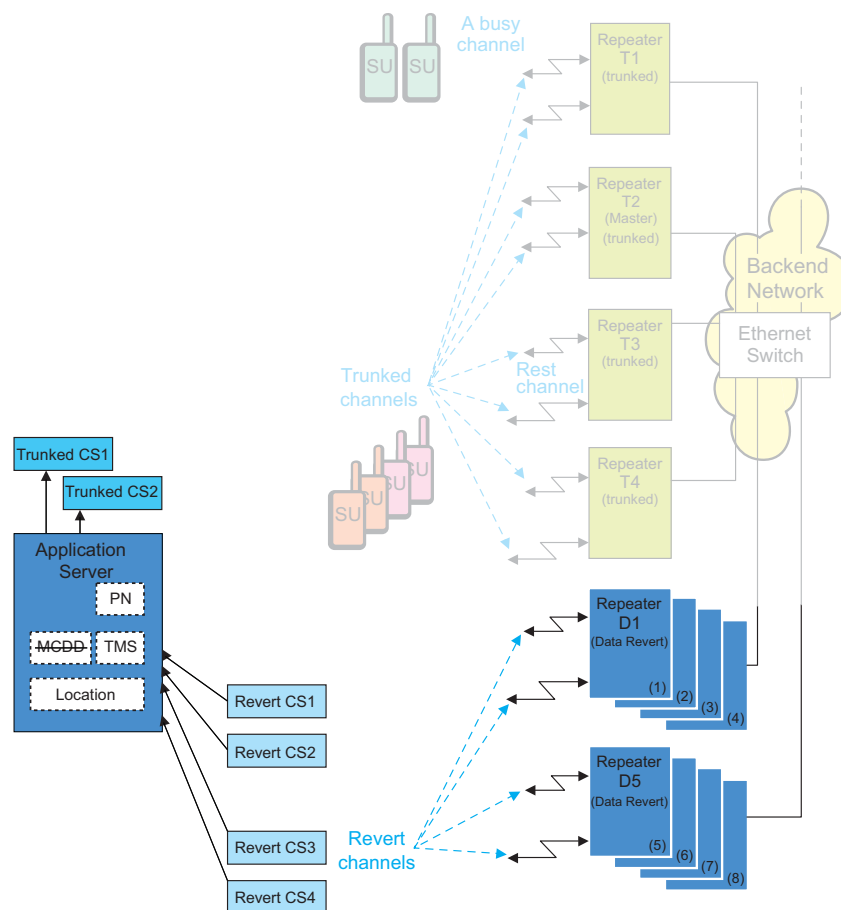 A busy
channel
SU
SU
Repeater
T1
(trunked)
Repeater
T2
(Master)
(trunked)
Backend
Network
Ethernet
Switch
Repeater
T3
(trunked)
Rest
channel
Trunked
channels
Repeater
T4
(trunked)
SU
SU
SU
SU
Trunked CS1
Trunked CS2
Application
Server
PN
MCDD
TMS
Location
Revert CS1
Revert CS2
Revert CS3
Revert CS4
Revert
channels
Repeater
D1
(Data Revert)
(1)
(2)
(3)
(4)
Repeater
D5
(Data Revert)
(5)
(6)
(7)
(8)